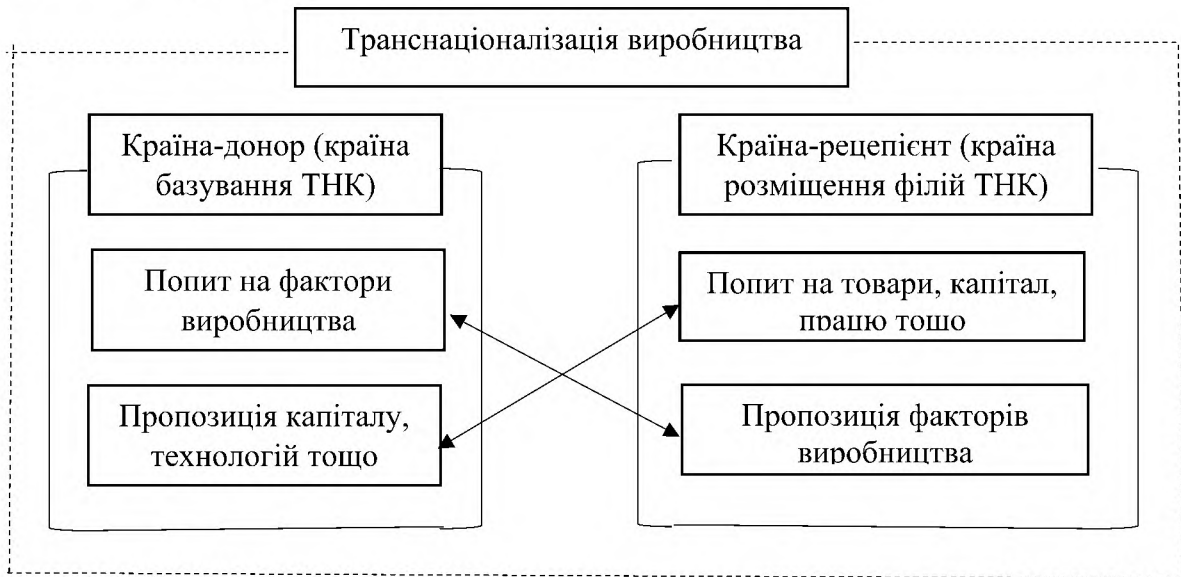 Транснаціоналізація виробництва
Країна-донор (країна
базування ТНК)
Попит на фактори
виробництва
Пропозиція капіталу,
технологій тощо
Країна-рецепієнт (країна
розміщення філій ТНК)
Попит на товари, капітал,
працю тощо
Пропозиція факторів
виробництва